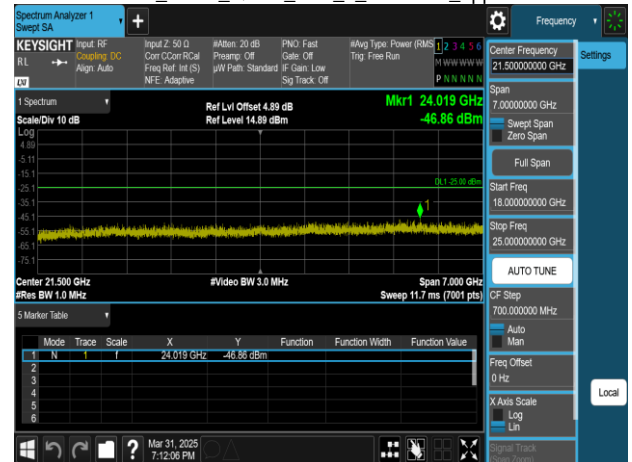 Spectrum Analyzer 1
Swept SA
Frequency
KEYSIGHT
RL
LXI
Input: RF
Coupling: DC
Align: Auto
Input Z: 50 Ω
Corr CCorr RCal
Freq Ref: Int (S)
NFE: Adaptive
#Atten: 20 dB
Preamp: Off
µW Path: Standard
PNO: Fast
Gate: Off
IF Gain: Low
Sig Track: Off
#Avg Type: Power (RMS
Trig: Free Run
1 2 3 4 5 6
M W W W W W
P N N N N N
1 Spectrum
Scale/Div 10 dB
Ref Lvl Offset 4.89 dB
Ref Level 14.89 dBm
Mkr1 24.019 GHz
-46.86 dBm
Log
4.89
-5.11
-15.1
-25.1
-35.1
-45.1
-55.1
-65.1
-75.1
DL1 -25.00 dBm
1
Center 21.500 GHz
#Res BW 1.0 MHz
#Video BW 3.0 MHz
Span 7.000 GHz
Sweep 11.7 ms (7001 pts)
5 Marker Table
Mode Trace Scale X Y Function Function Width Function Value
1 N 1 f 24.019 GHz -46.86 dBm
2
3
4
5
6
Mar 31, 2025
7:12:06 PM
Center Frequency
21.500000000 GHz
Span
7.00000000 GHz
Swept Span
Zero Span
Full Span
Start Freq
18.000000000 GHz
Stop Freq
25.000000000 GHz
AUTO TUNE
CF Step
700.000000 MHz
Auto
Man
Freq Offset
0 Hz
X Axis Scale
Log
Lin
Signal Track
(Span Zoom)
Settings
Local